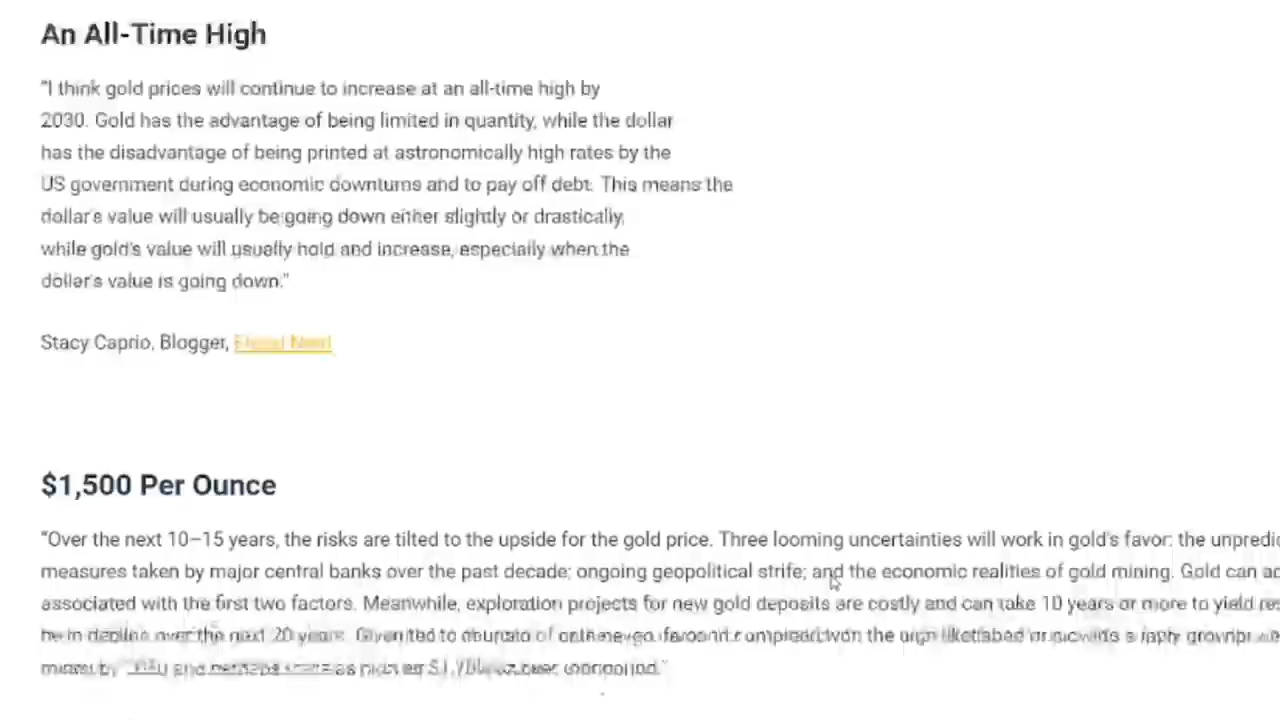 An All-Time High
"I think gold prices will continue to increase at an all-time high by
2030. Gold has the advantage of being limited in quantity, while the dollar
has the disadvantage of being printed at astronomically high rates by the
US government during economic downturns and to pay off debt. This means the
dollar's value will usually be going down either slightly or drastically,
while gold's value will usually hold and increase, especially when the
dollar's value is going down."
Stacy Caprio, Blogger,
$1,500 Per Ounce
"Over the next 10–15 years, the risks are tilted to the upside for the gold price. Three looming uncertainties will work in gold's favor: the
measures taken by major central banks over the past decade; ongoing geopolitical strife; and the economic realities of gold mining. Gold can
associated with the first two factors. Meanwhile, exploration projects for new gold deposits are costly and can take 10 years or more to yield
over the next 20 years.